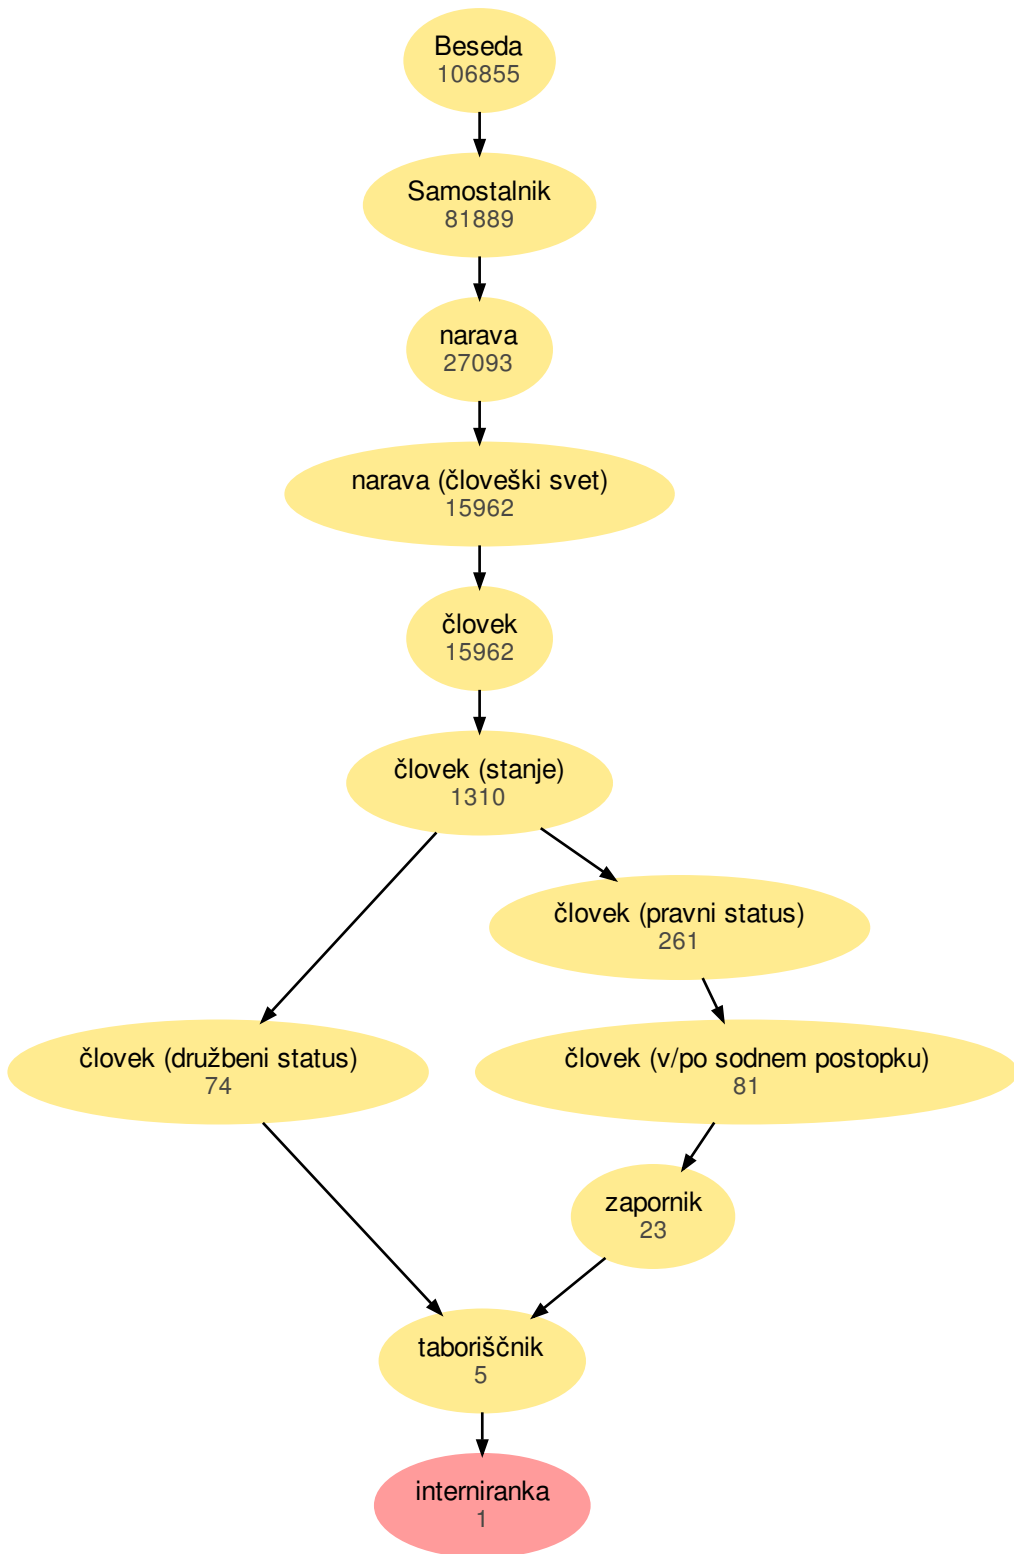 Beseda
106855
Samostalnik
81889
narava
27093
narava (človeški svet)
15962
človek
15962
človek (stanje)
1310
človek (pravni status)
261
človek (družbeni status)
74
človek (v/po sodnem postopku)
81
zapornik
23
taboriščnik
5
interniranka
1